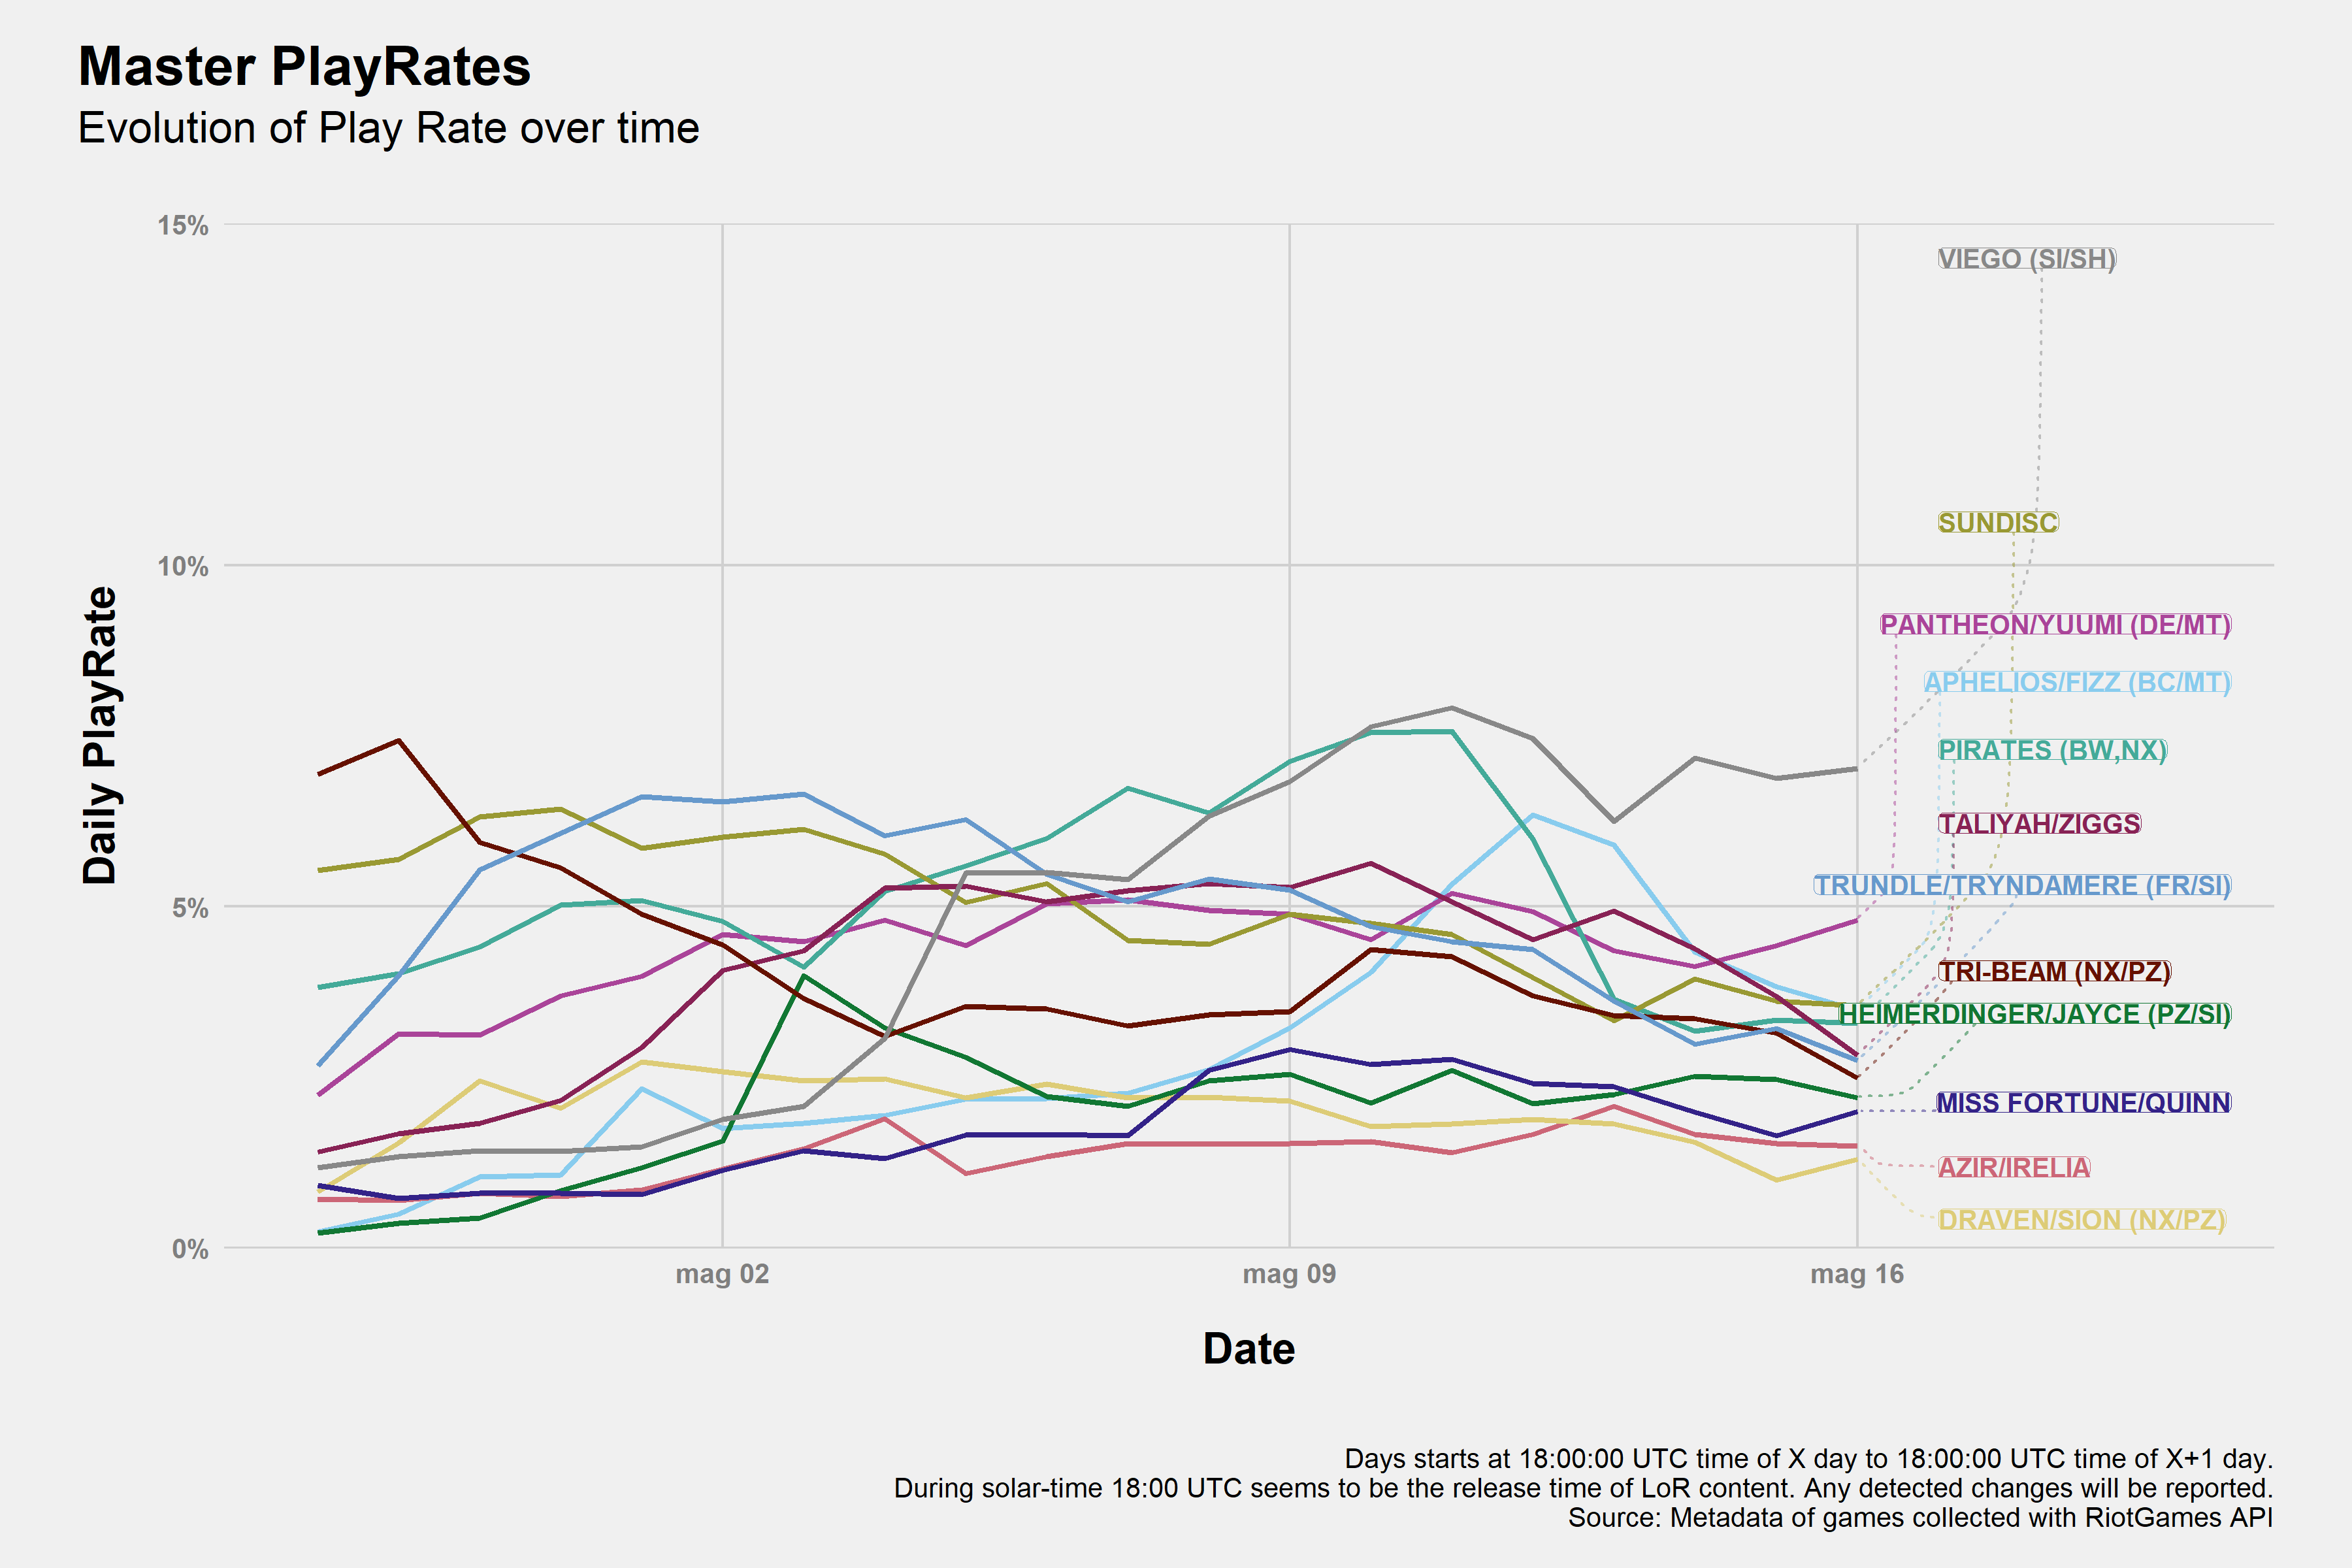 Master PlayRates
Evolution of Play Rate over time
15%
10%
5%
0%
Daily PlayRate
VIEGO (SI/SH)
SUNDISC
PANTHEON/YUUMI (DE/MT)
APHELIOS/FIZZ (BC/MT)
PIRATES (BW,NX)
TALIYAH/ZIGGS
TRUNDLE/TRYNDAMERE (FR/SI)
TRI-BEAM (NX/PZ)
HEIMERDINGER/JAYCE (PZ/SI)
MISS FORTUNE/QUINN
AZIR/IRELIA
DRAVEN/SION (NX/PZ)
mag 02
mag 09
mag 16
Date
Days starts at 18:00:00 UTC time of X day to 18:00:00 UTC time of X+1 day.
During solar-time 18:00 UTC seems to be the release time of LoR content. Any detected changes will be reported.
Source: Metadata of games collected with RiotGames API